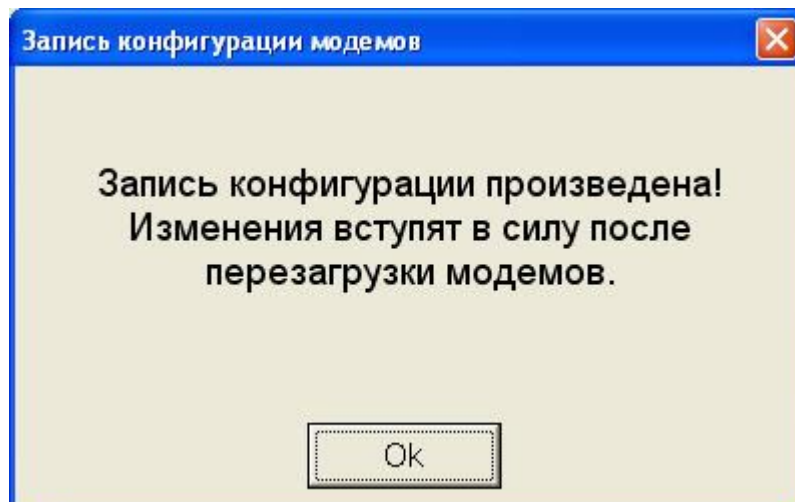 Запись конфигурации модемов
Запись конфигурации произведена!
Изменения вступят в силу после
перезагрузки модемов.
Ok